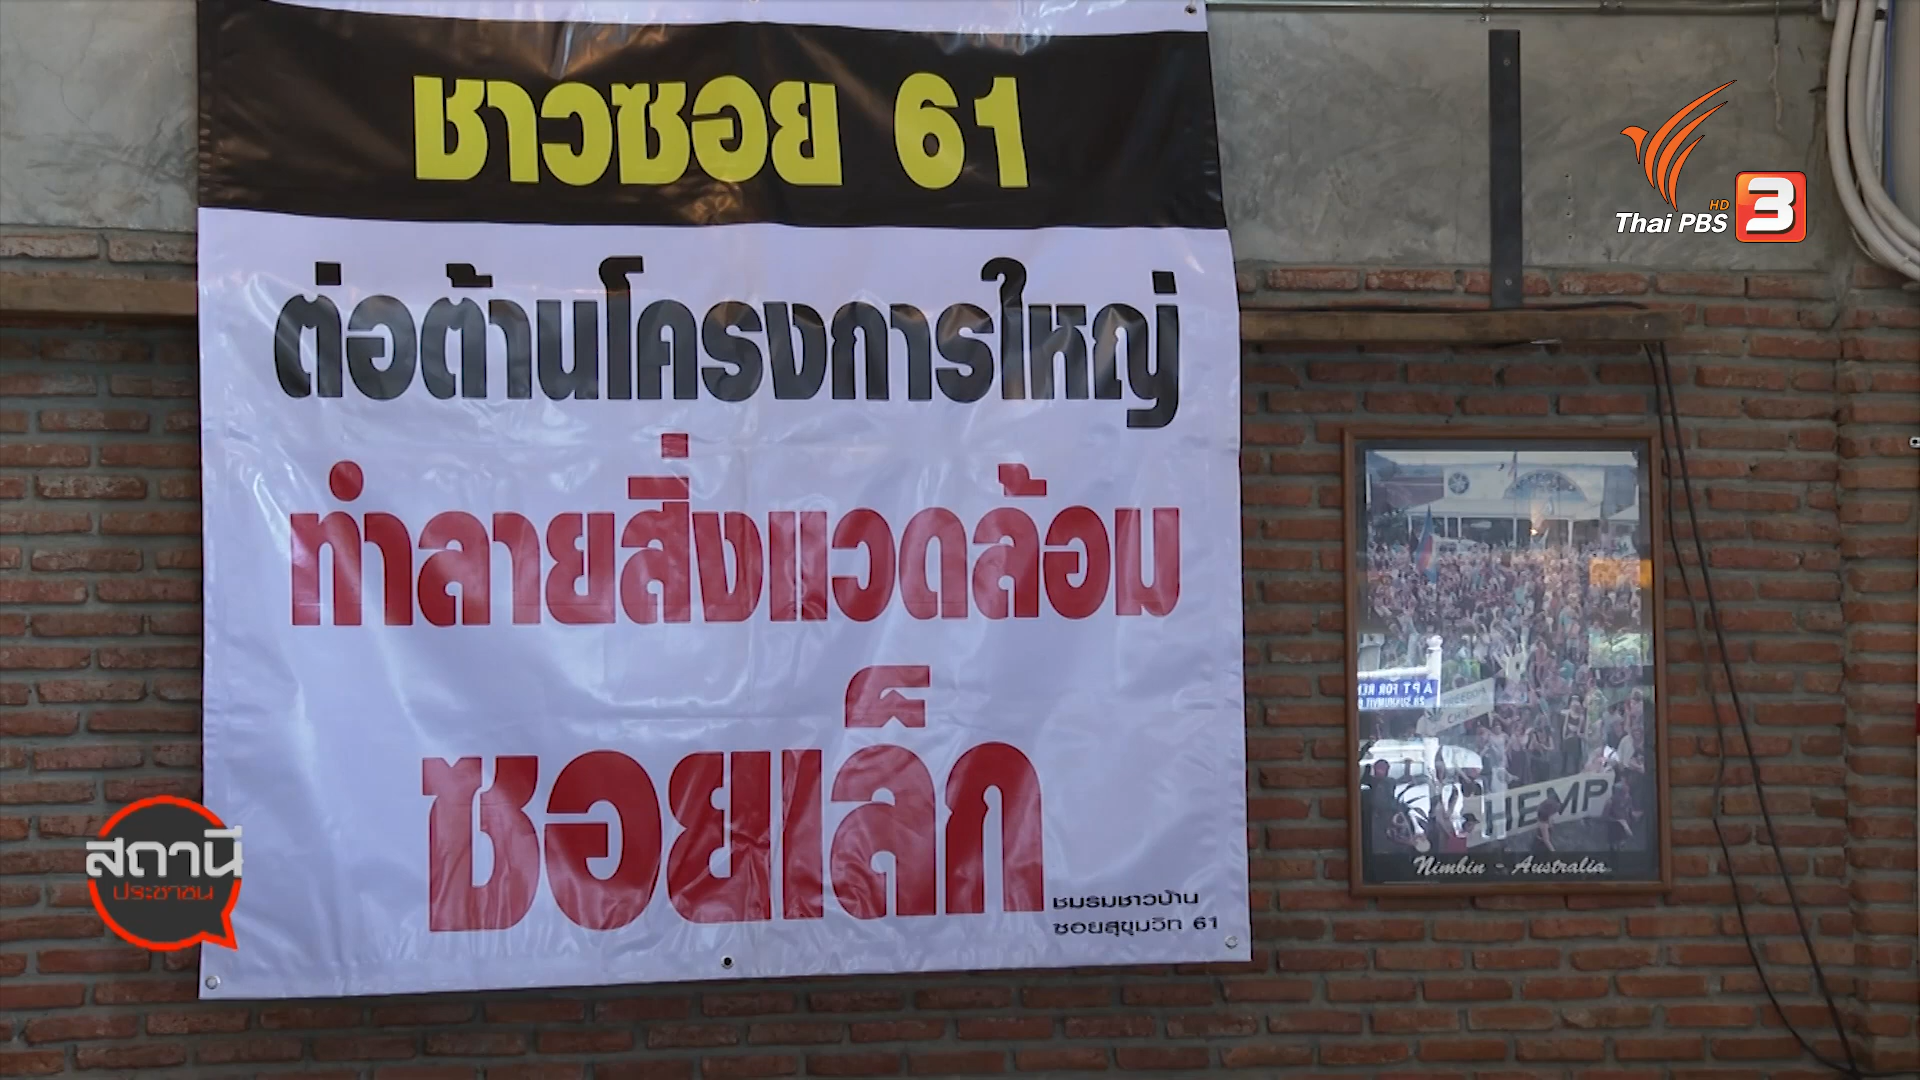 ชาวซอย 61
ต่อต้านโครงการใหญ่
ทำลายสิ่งแวดล้อม
ซอยเล็ก
ชมรมชาวบ้าน
ซอยสุขุมวิท 61
HD
Thai PBS 3
สถานี
ประชาชน
APT FOR
HEMP
Nimbin - Australia